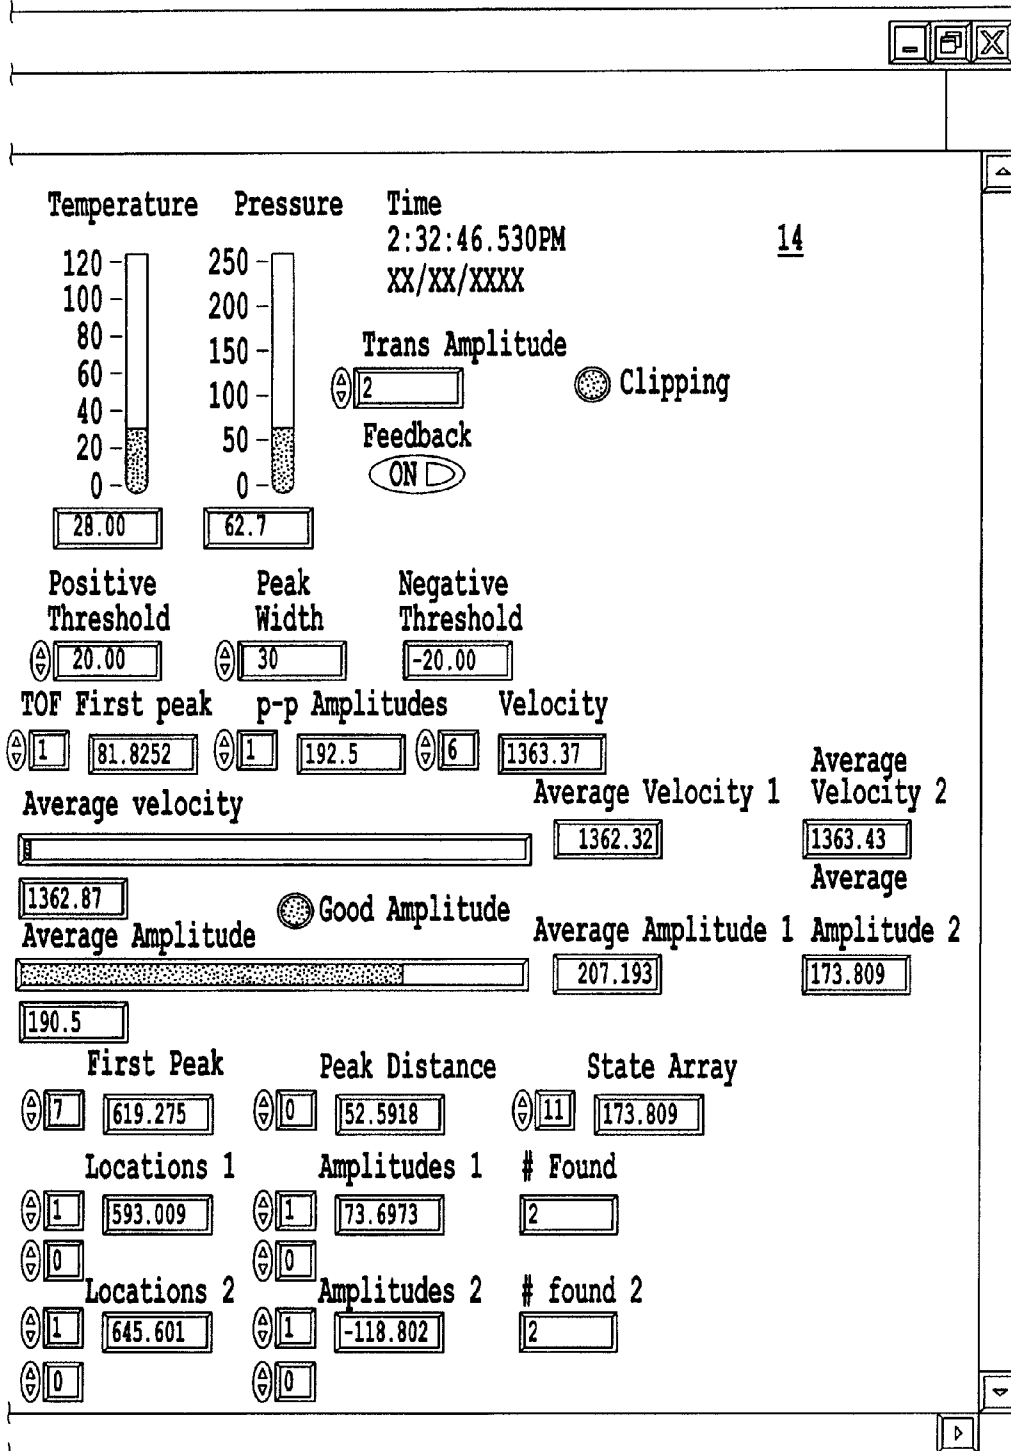 Temperature Pressure Time
2:32:46.530PM 14
XX/XX/XXXX
120 250
100 200
80 150
60 100
40 50
20 0
0
Trans Amplitude
2 Clipping
Feedback
ON
28.00 62.7
Positive Threshold Peak Width Negative Threshold
20.00 30 -20.00
TOF First peak p-p Amplitudes Velocity
1 81.8252 1 192.5 6 1363.37
Average velocity Average Velocity 1 Average Velocity 2
1362.32 1363.43
1362.87 Good Amplitude Average
Average Amplitude Average Amplitude 1 Amplitude 2
207.193 173.809
190.5
First Peak Peak Distance State Array
7 619.275 0 52.5918 11 173.809
Locations 1 Amplitudes 1 # Found
1 593.009 1 73.6973 2
0 0
Locations 2 Amplitudes 2 # found 2
1 645.601 1 -118.802 2
0 0